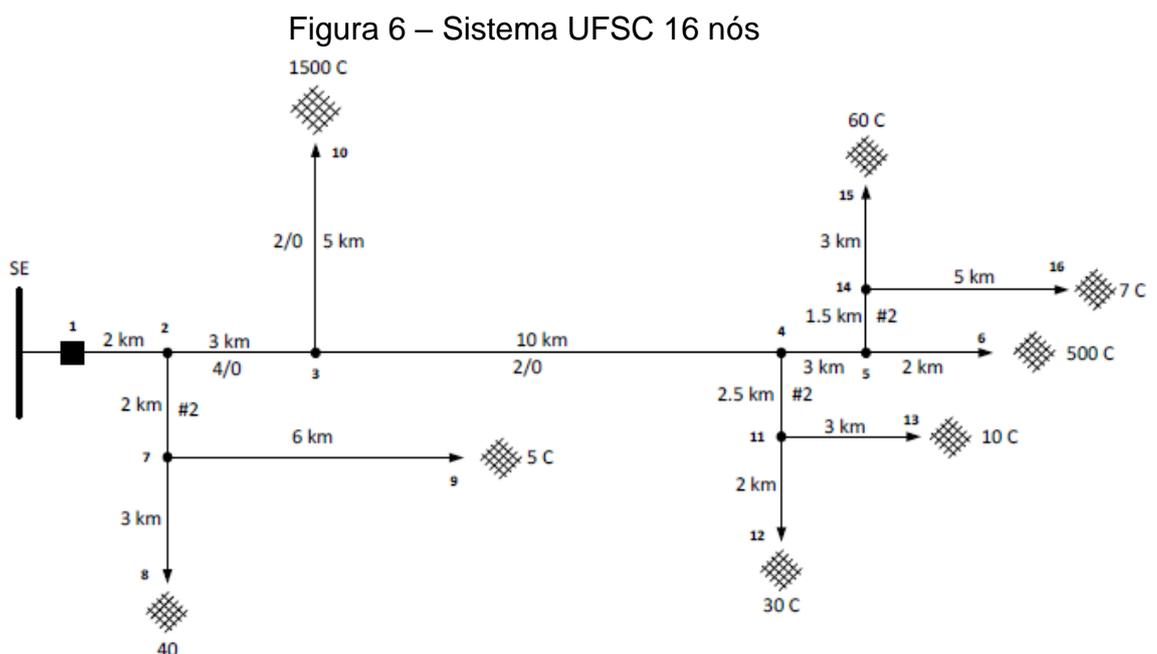 Figura 6 – Sistema UFSC 16 nós
1500 C
10
2/0 5 km
60 C
15
3 km
14
5 km
16
7 C
1.5 km #2
SE
1
2 km
2
3 km
4/0
3
10 km
2/0
4
3 km
5
2 km
6
500 C
2 km #2
7
6 km
9
5 C
3 km
8
40
2.5 km #2
11
3 km
13
10 C
2 km
12
30 C